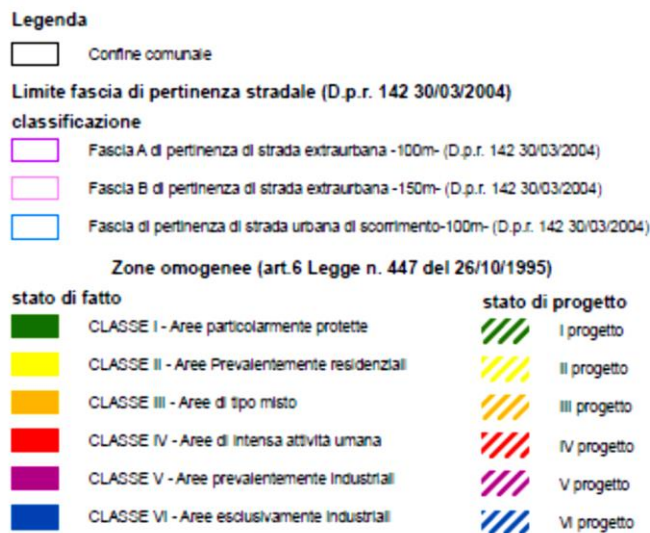 Legenda
Confine comunale
Limite fascia di pertinenza stradale (D.p.r. 142 30/03/2004)
classificazione
Fascia A di pertinenza di strada extraurbana -100m- (D.p.r. 142 30/03/2004)
Fascia B di pertinenza di strada extraurbana -150m- (D.p.r. 142 30/03/2004)
Fascia di pertinenza di strada urbana di scorrimento-100m- (D.p.r. 142 30/03/2004)
Zone omogenee (art.6 Legge n. 447 del 26/10/1995)
stato di fatto
CLASSE I - Aree particolarmente protette
CLASSE II - Aree Prevalentemente residenziali
CLASSE III - Aree di tipo misto
CLASSE IV - Aree di intensa attività umana
CLASSE V - Aree prevalentemente industriali
CLASSE VI - Aree esclusivamente industriali
stato di progetto
I progetto
II progetto
III progetto
IV progetto
V progetto
VI progetto